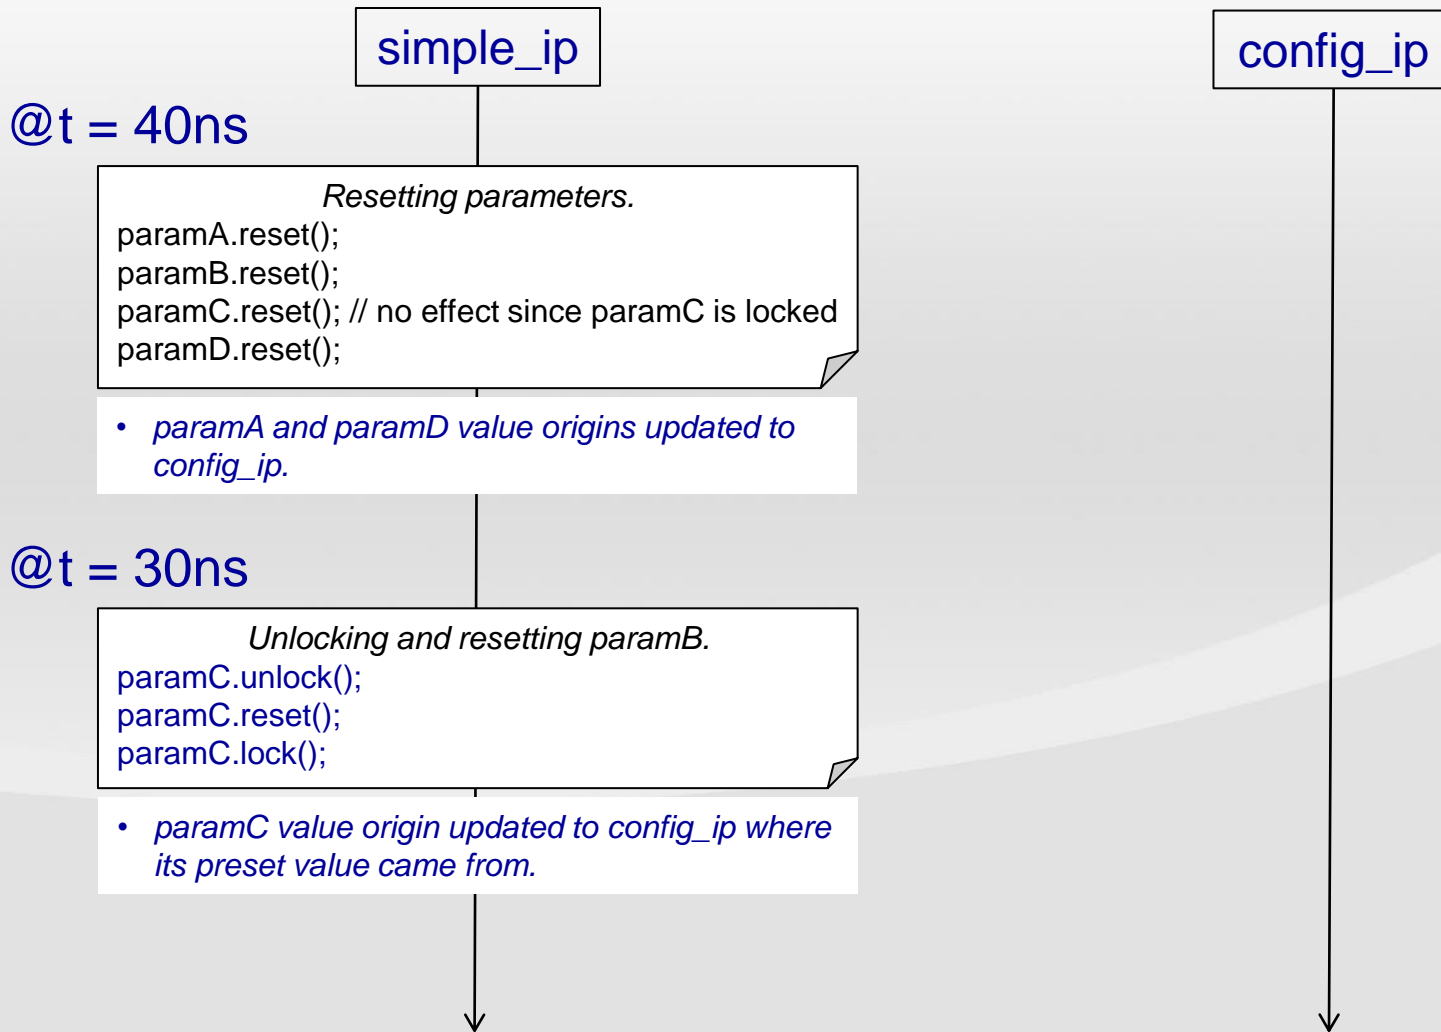 simple_ip
config_ip
@t = 40ns
Resetting parameters.
paramA.reset();
paramB.reset();
paramC.reset(); // no effect since paramC is locked
paramD.reset();
• paramA and paramD value origins updated to
config_ip.
@t = 30ns
Unlocking and resetting paramB.
paramC.unlock();
paramC.reset();
paramC.lock();
• paramC value origin updated to config_ip where
its preset value came from.